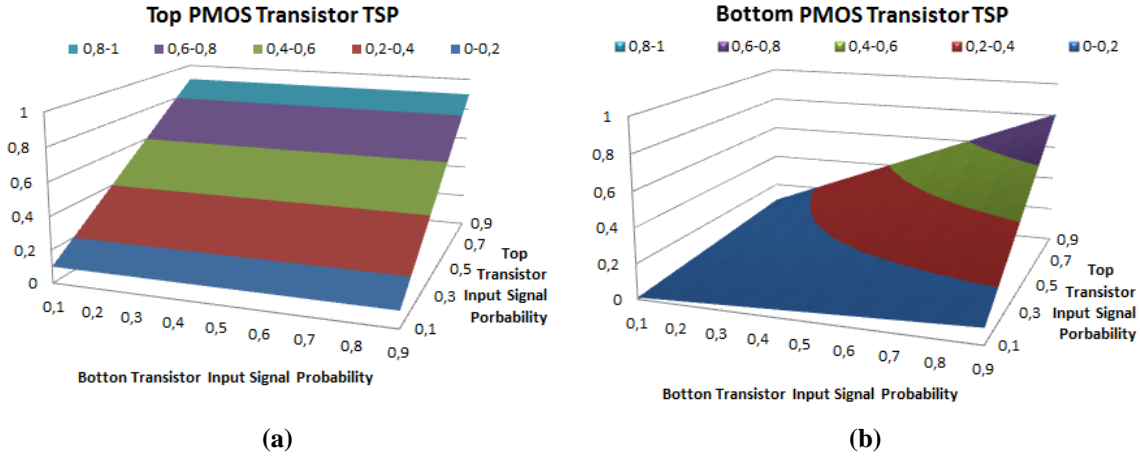 Top PMOS Transistor TSP
0,8-1 0,6-0,8 0,4-0,6 0,2-0,4 0-0,2
1
0,8
0,6
0,4
0,2
0
0,1 0,2 0,3 0,4 0,5 0,6 0,7 0,8 0,9
0,9
0,7
0,5
0,3
0,1
Top
Transistor
Input Signal
Porbability
Botton Transistor Input Signal Probability
(a)
Bottom PMOS Transistor TSP
0,8-1 0,6-0,8 0,4-0,6 0,2-0,4 0-0,2
1
0,8
0,6
0,4
0,2
0
0,1 0,2 0,3 0,4 0,5 0,6 0,7 0,8 0,9
0,9
0,7
0,5
0,3
0,1
Top
Transistor
Input Signal
Porbability
Botton Transistor Input Signal Probability
(b)